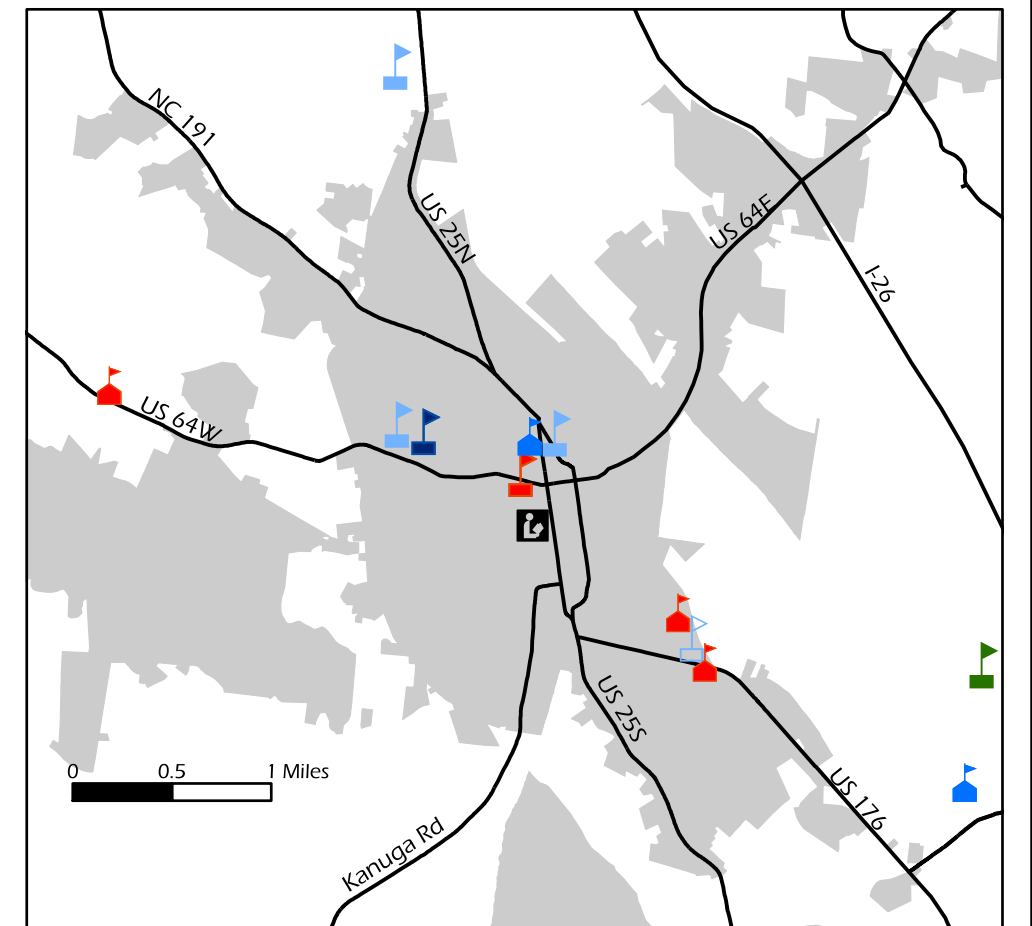 NC 191
US 25N
US 64E
I-26
US 64W
US 25S
0 0.5 1 Miles
US 176
Kanuga Rd